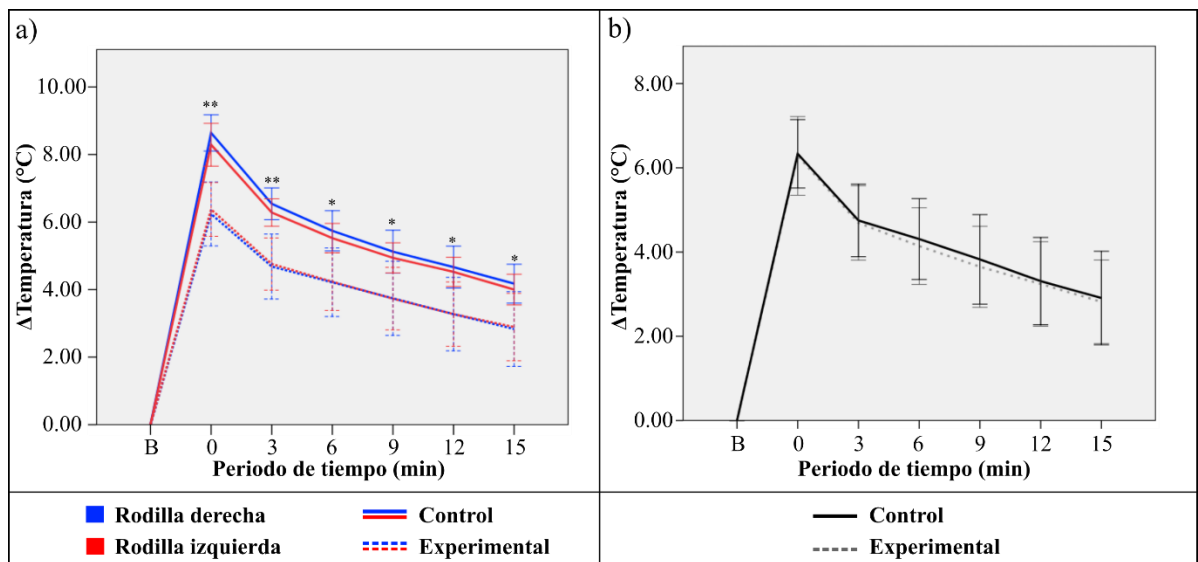 a)
ΔTemperatura (°C)
10.00
8.00
6.00
4.00
2.00
0.00
**
**
*
*
*
*
B 0 3 6 9 12 15
Periodo de tiempo (min)
Rodilla derecha
Rodilla izquierda
Control
Experimental
b)
ΔTemperatura (°C)
8.00
6.00
4.00
2.00
0.00
B 0 3 6 9 12 15
Periodo de tiempo (min)
Control
Experimental